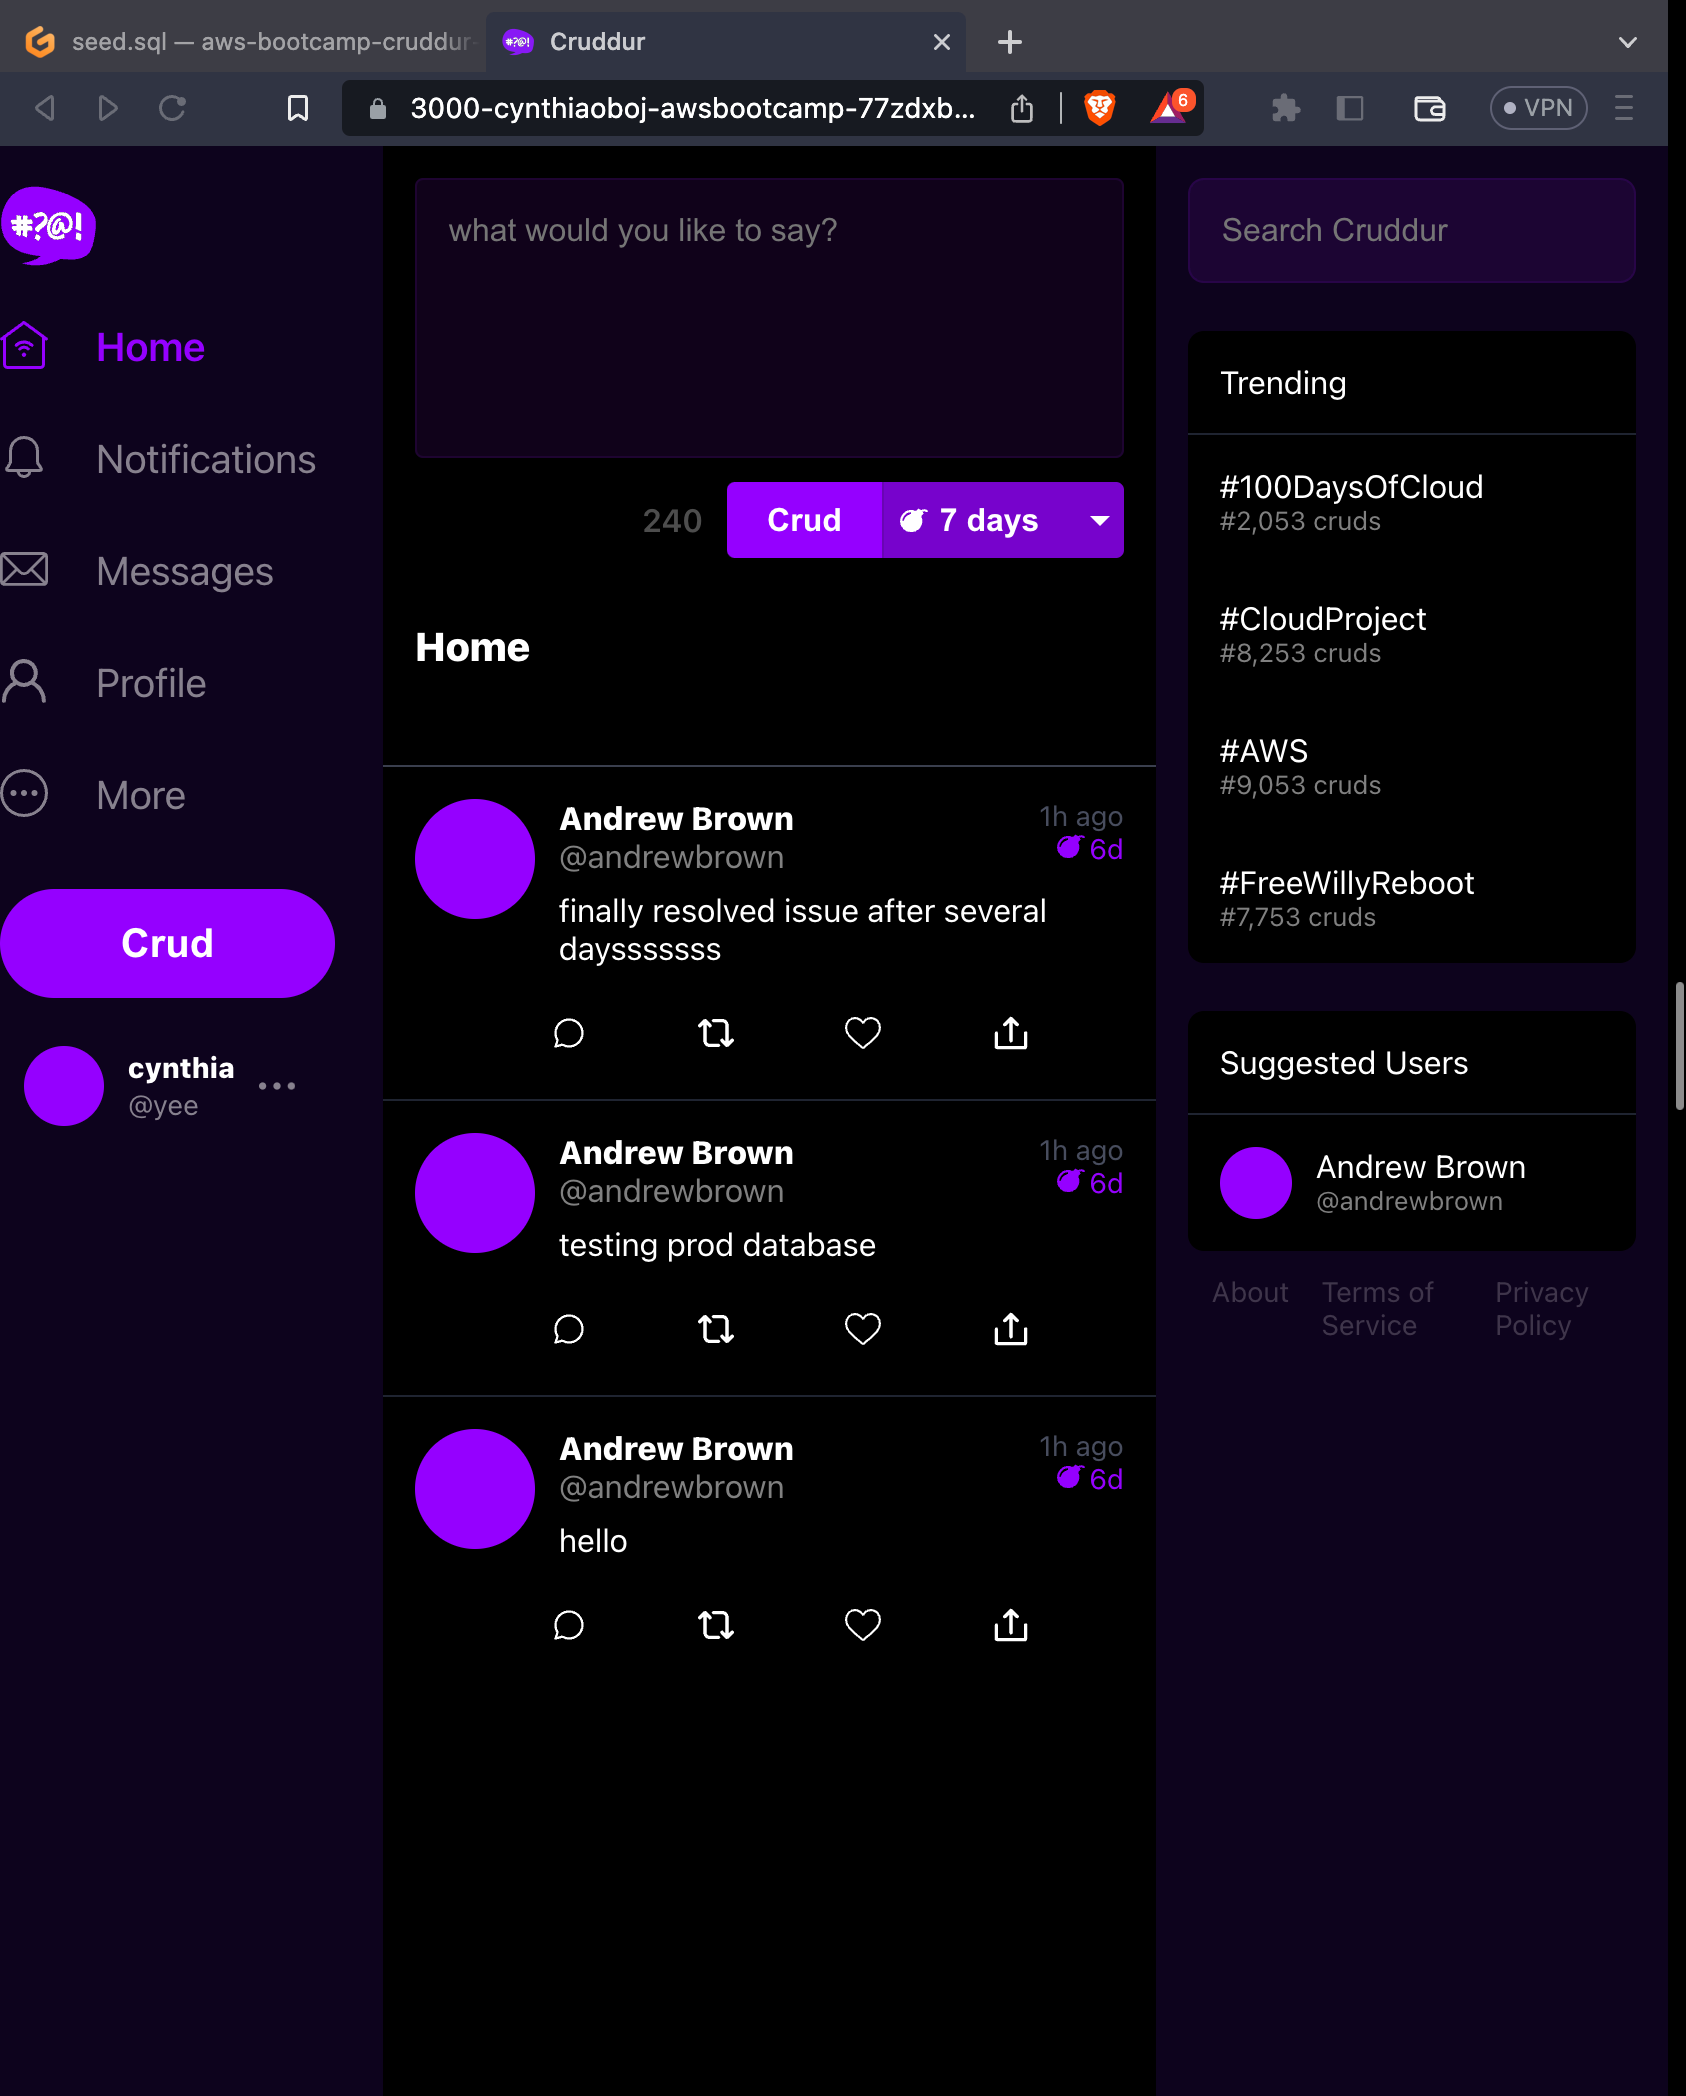 seed.sql — aws-bootcamp-cruddur-
#?@! Cruddur
3000-cynthiaoboj-awsbootcamp-77zdxb...
6
VPN
#?@!
Home
Notifications
Messages
Profile
More
Crud
cynthia
@yee
what would you like to say?
240
Crud
7 days
Home
Andrew Brown
1h ago
@andrewbrown
6d
finally resolved issue after several
daysssssss
Andrew Brown
1h ago
@andrewbrown
6d
testing prod database
Andrew Brown
1h ago
@andrewbrown
6d
hello
Search Cruddur
Trending
#100DaysOfCloud
#2,053 cruds
#CloudProject
#8,253 cruds
#AWS
#9,053 cruds
#FreeWillyReboot
#7,753 cruds
Suggested Users
Andrew Brown
@andrewbrown
About
Terms of
Service
Privacy
Policy